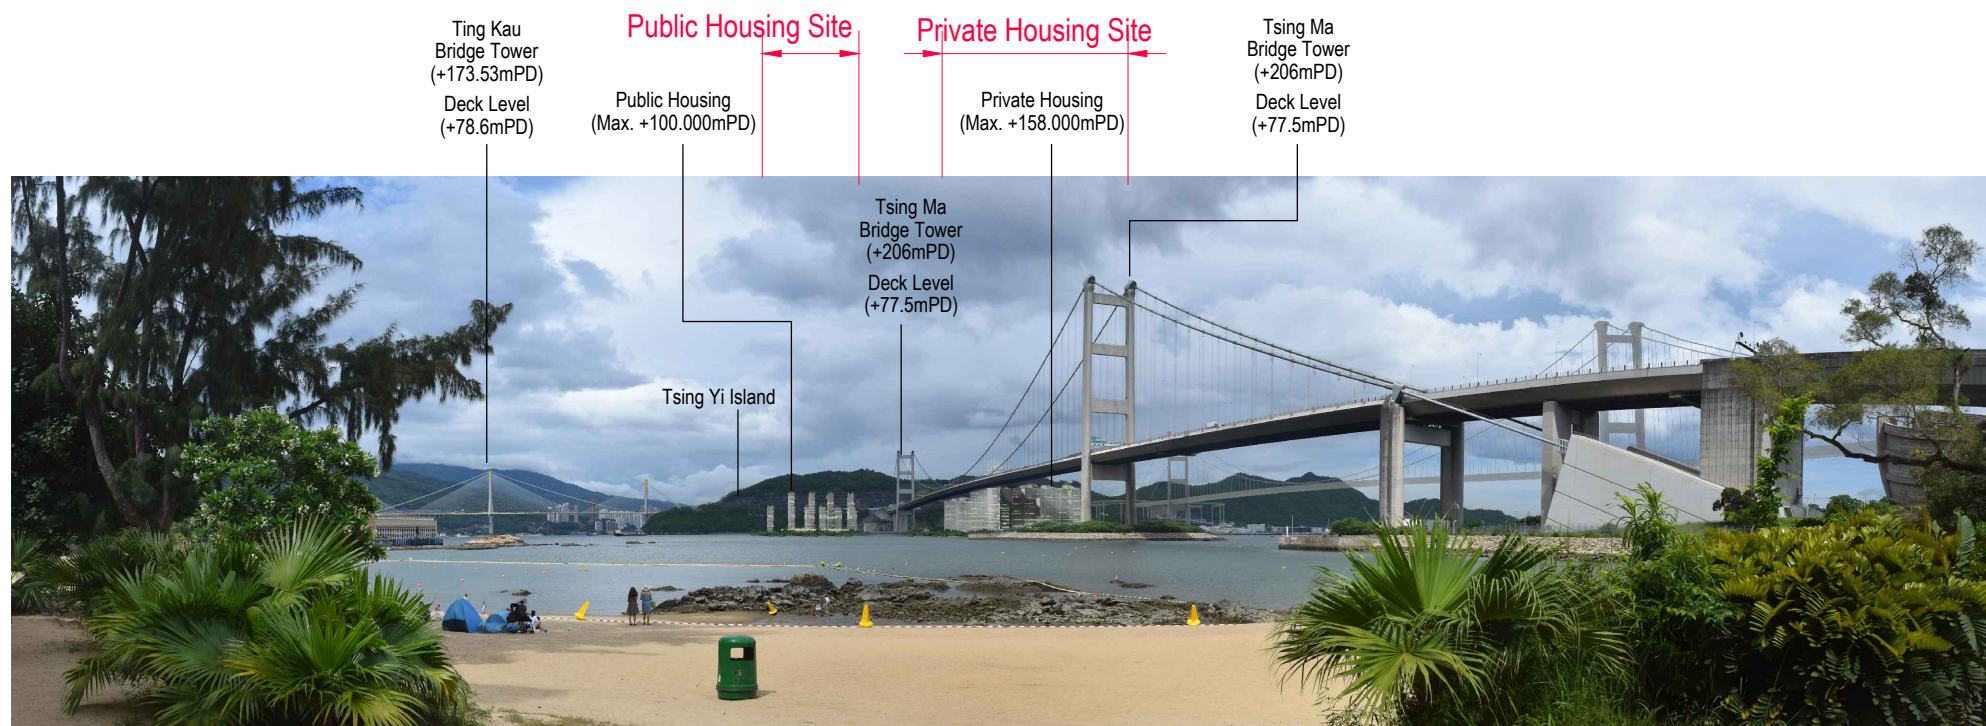 Public Housing Site
Private Housing Site
Ting Kau
Bridge Tower
(+173.53mPD)
Deck Level
(+78.6mPD)
Public Housing
(Max. +100.000mPD)
Private Housing
(Max. +158.000mPD)
Tsing Ma
Bridge Tower
(+206mPD)
Deck Level
(+77.5mPD)
Tsing Ma
Bridge Tower
(+206mPD)
Deck Level
(+77.5mPD)
Tsing Yi Island